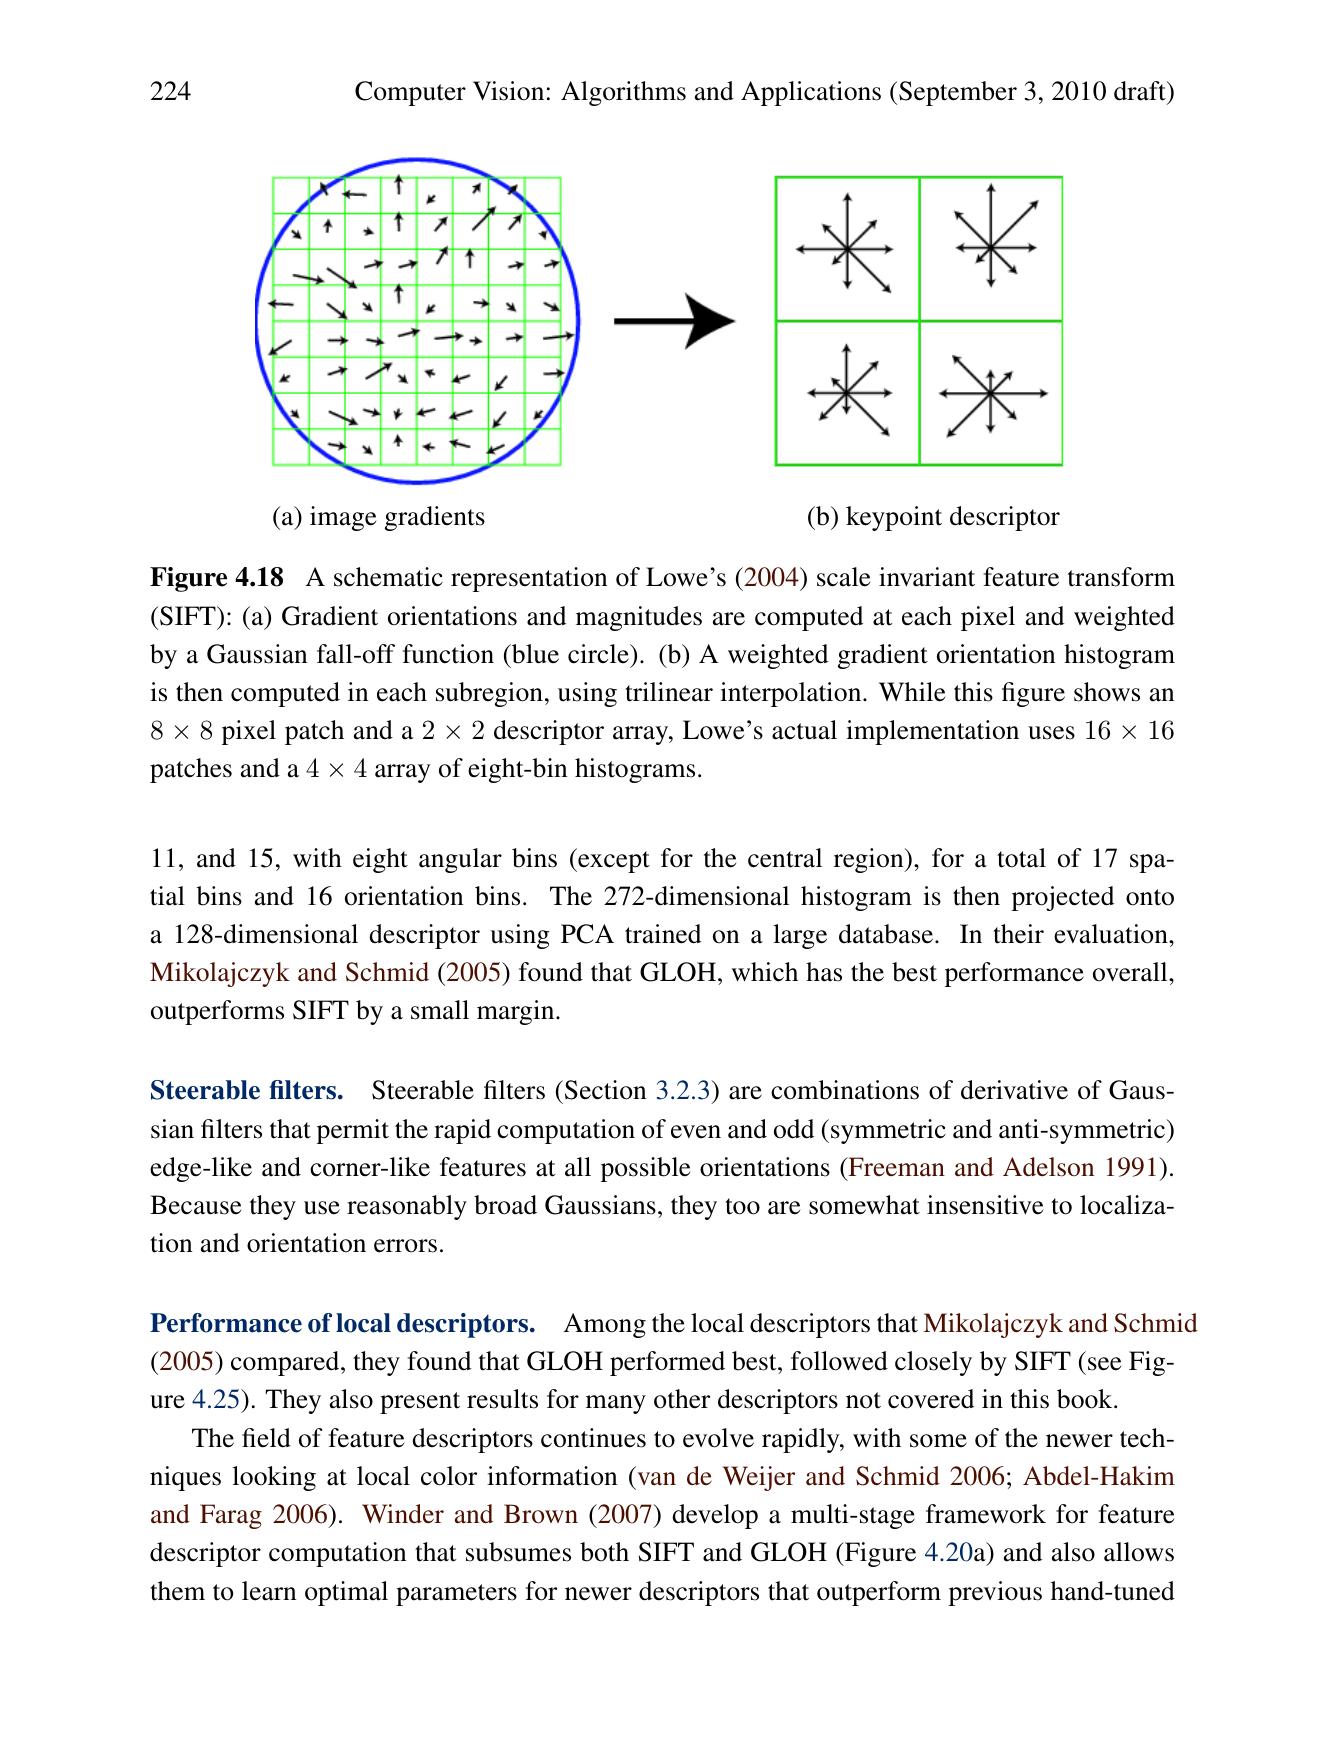 224 Computer Vision: Algorithms and Applications (September 3, 2010 draft)
(a) image gradients (b) keypoint descriptor
Figure 4.18 A schematic representation of Lowe's (2004) scale invariant feature transform
(SIFT): (a) Gradient orientations and magnitudes are computed at each pixel and weighted
by a Gaussian fall-off function (blue circle). (b) A weighted gradient orientation histogram
is then computed in each subregion, using trilinear interpolation. While this figure shows an
8 × 8 pixel patch and a 2 × 2 descriptor array, Lowe's actual implementation uses 16 × 16
patches and a 4 × 4 array of eight-bin histograms.
11, and 15, with eight angular bins (except for the central region), for a total of 17 spa-
tial bins and 16 orientation bins. The 272-dimensional histogram is then projected onto
a 128-dimensional descriptor using PCA trained on a large database. In their evaluation,
Mikolajczyk and Schmid (2005) found that GLOH, which has the best performance overall,
outperforms SIFT by a small margin.
Steerable filters. Steerable filters (Section 3.2.3) are combinations of derivative of Gaus-
sian filters that permit the rapid computation of even and odd (symmetric and anti-symmetric)
edge-like and corner-like features at all possible orientations (Freeman and Adelson 1991).
Because they use reasonably broad Gaussians, they too are somewhat insensitive to localiza-
tion and orientation errors.
Performance of local descriptors. Among the local descriptors that Mikolajczyk and Schmid
(2005) compared, they found that GLOH performed best, followed closely by SIFT (see Fig-
ure 4.25). They also present results for many other descriptors not covered in this book.
The field of feature descriptors continues to evolve rapidly, with some of the newer tech-
niques looking at local color information (van de Weijer and Schmid 2006; Abdel-Hakim
and Farag 2006). Winder and Brown (2007) develop a multi-stage framework for feature
descriptor computation that subsumes both SIFT and GLOH (Figure 4.20a) and also allows
them to learn optimal parameters for newer descriptors that outperform previous hand-tuned